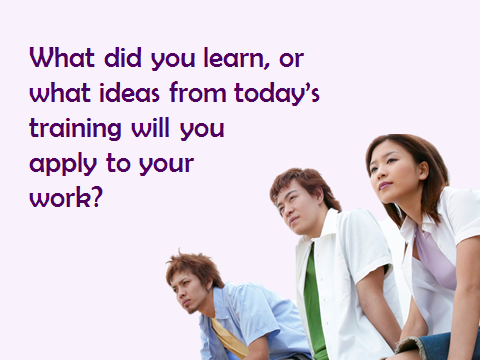 What did you learn, or
what ideas from today's
training will you
apply to your
work?